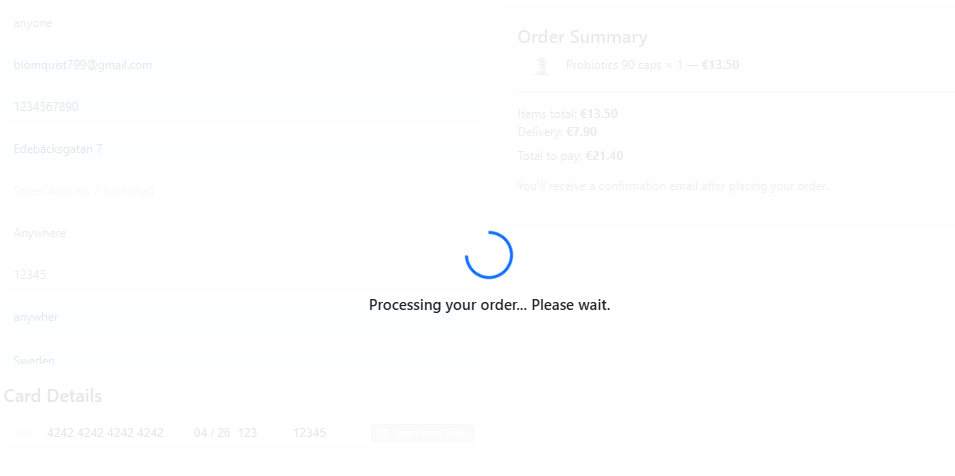 anyone
blomquist799@gmail.com
1234567890
Edebäcksgatan 7
Street Address 2 (optional)
Anywhere
12345
anywher
Sweden
Card Details
4242 4242 4242 4242 04 / 26 123 12345
Order Summary
Probiotics 90 caps × 1 — €13.50
Items total: €13.50
Delivery: €7.90
Total to pay: €21.40
You'll receive a confirmation email after placing your order.
Processing your order... Please wait.